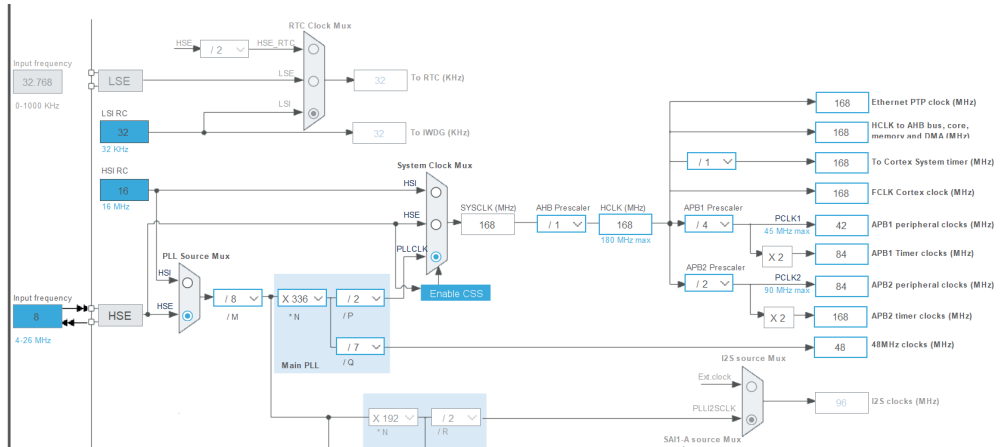 RTC Clock Mux
HSE
/ 2
HSE_RTC
Input frequency
32.768
0-1000 KHz
LSE
LSE
32
To RTC (KHz)
LSI RC
LSI
32
32 KHz
32
To IWDG (KHz)
HSI RC
16
16 MHz
System Clock Mux
HSI
HSE
PLLCLK
SYSCLK (MHz)
168
AHB Prescaler
/ 1
HCLK (MHz)
168
180 MHz max
168
Ethernet PTP clock (MHz)
168
HCLK to AHB bus, core,
memory and DMA (MHz)
/ 1
168
To Cortex System timer (MHz)
168
FCLK Cortex clock (MHz)
APB1 Prescaler
/ 4
PCLK1
45 MHz max
42
APB1 peripheral clocks (MHz)
X 2
84
APB1 Timer clocks (MHz)
APB2 Prescaler
/ 2
PCLK2
90 MHz max
84
APB2 peripheral clocks (MHz)
X 2
168
APB2 timer clocks (MHz)
48
48MHz clocks (MHz)
PLL Source Mux
HSI
HSE
Input frequency
8
4-26 MHz
HSE
/ 8
/ M
X 336
* N
/ 2
/ P
/ 7
/ Q
Main PLL
Enable CSS
X 192
* N
/ 2
/ R
I2S source Mux
Ext.clock
PLLI2SCLK
96
I2S clocks (MHz)
SAI1-A source Mux